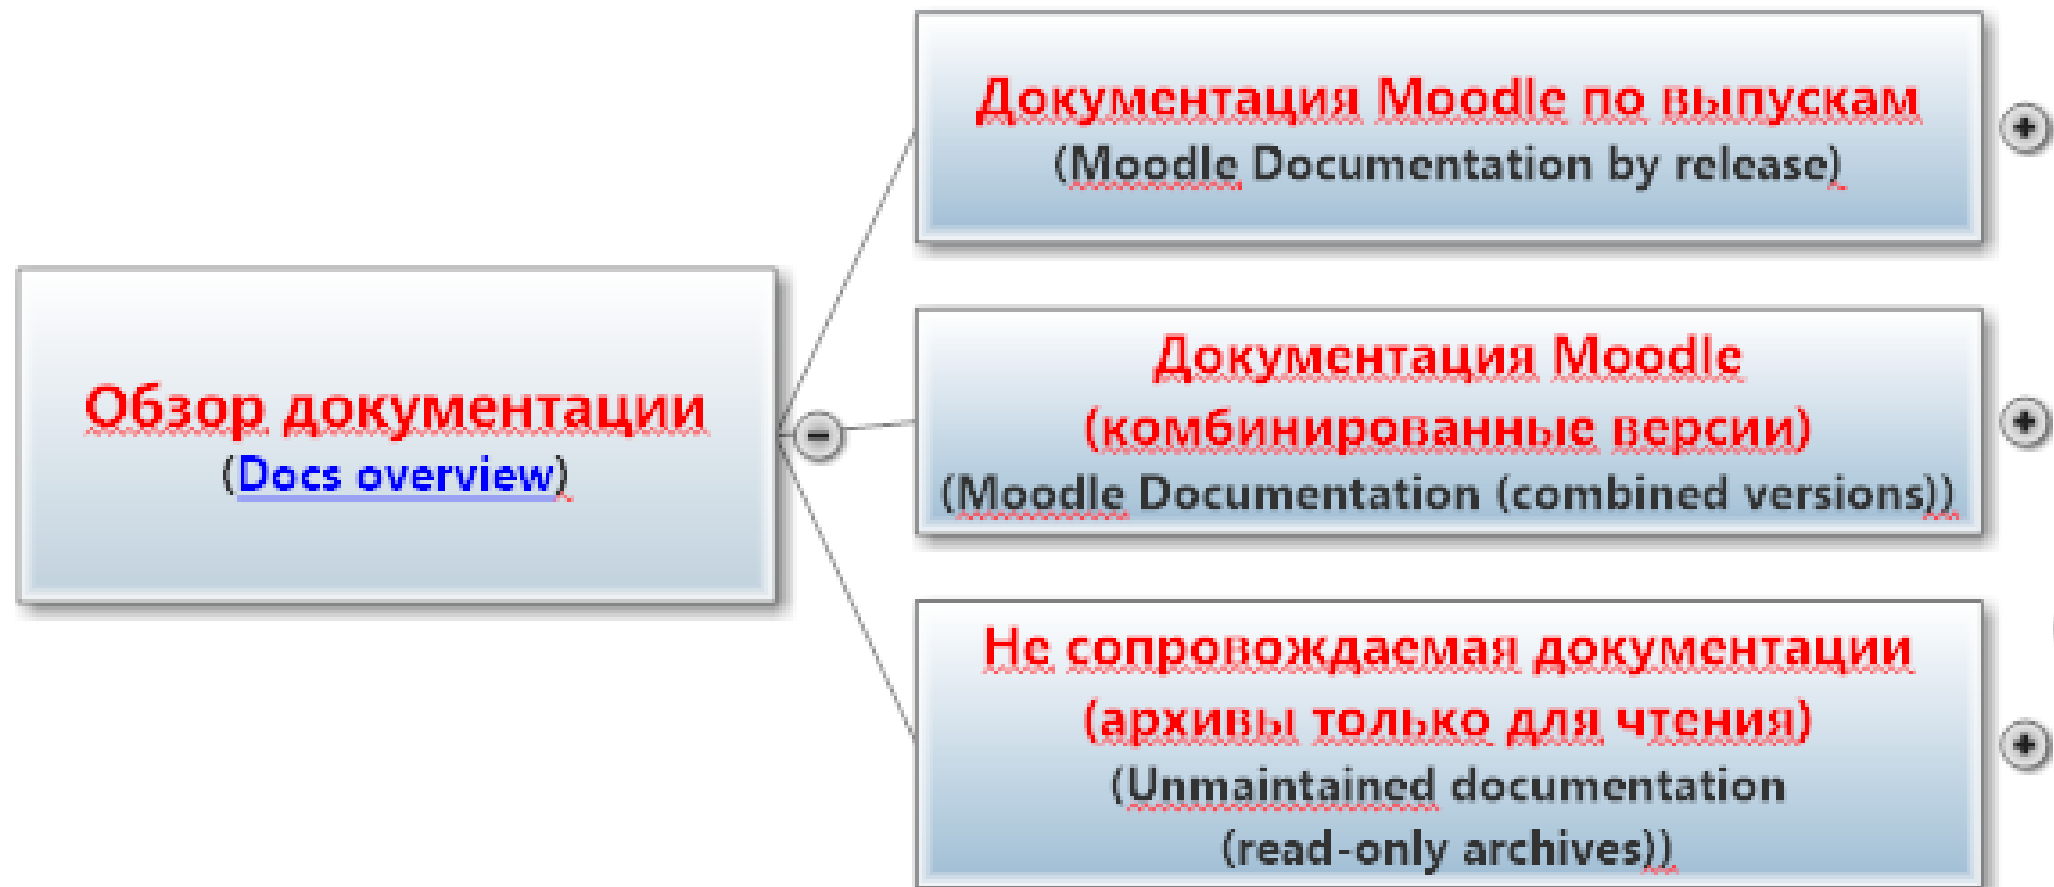 Обзор документации
(Docs overview)
Документация Moodle по выпускам
(Moodle Documentation by release)
Документация Moodle
(комбинированные версии)
(Moodle Documentation (combined versions))
Не сопровождаемая документации
(архивы только для чтения)
(Unmaintained documentation
(read-only archives))